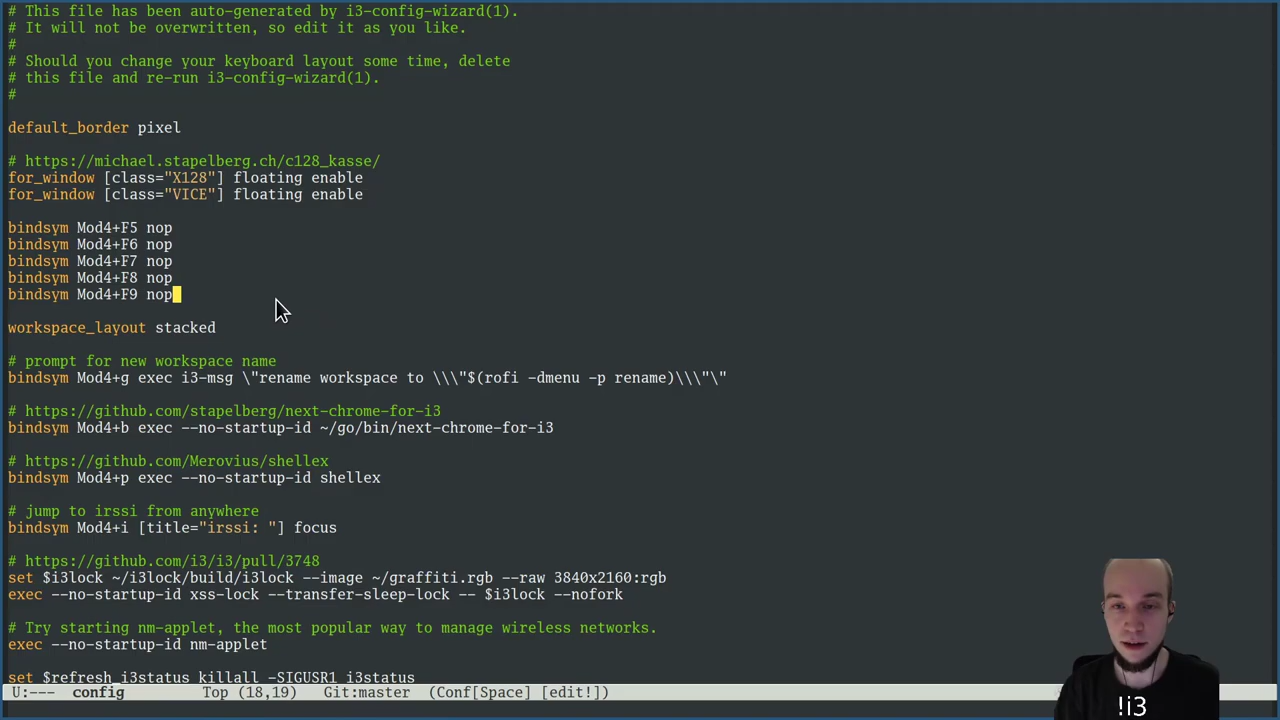 # This file has been auto-generated by i3-config-wizard(1).
# It will not be overwritten, so edit it as you like.
#
# Should you change your keyboard layout some time, delete
# this file and re-run i3-config-wizard(1).
#
default_border pixel
# https://michael.stapelberg.ch/c128_kasse/
for_window [class="X128"] floating enable
for_window [class="VICE"] floating enable
bindsym Mod4+F5 nop
bindsym Mod4+F6 nop
bindsym Mod4+F7 nop
bindsym Mod4+F8 nop
bindsym Mod4+F9 nop
workspace_layout stacked
# prompt for new workspace name
bindsym Mod4+g exec i3-msg \"rename workspace to \\\"$(rofi -dmenu -p rename)\\\"\"
# https://github.com/stapelberg/next-chrome-for-i3
bindsym Mod4+b exec --no-startup-id ~/go/bin/next-chrome-for-i3
# https://github.com/Merovius/shellex
bindsym Mod4+p exec --no-startup-id shellex
# jump to irssi from anywhere
bindsym Mod4+i [title="irssi: "] focus
# https://github.com/i3/i3/pull/3748
set $i3lock ~/i3lock/build/i3lock --image ~/graffiti.rgb --raw 3840x2160:rgb
exec --no-startup-id xss-lock --transfer-sleep-lock -- $i3lock --nofork
# Try starting nm-applet, the most popular way to manage wireless networks.
exec --no-startup-id nm-applet
set $refresh_i3status killall -SIGUSR1 i3status
U:--- config Top (18,19) Git:master (Conf[Space] [edit!])
!i3